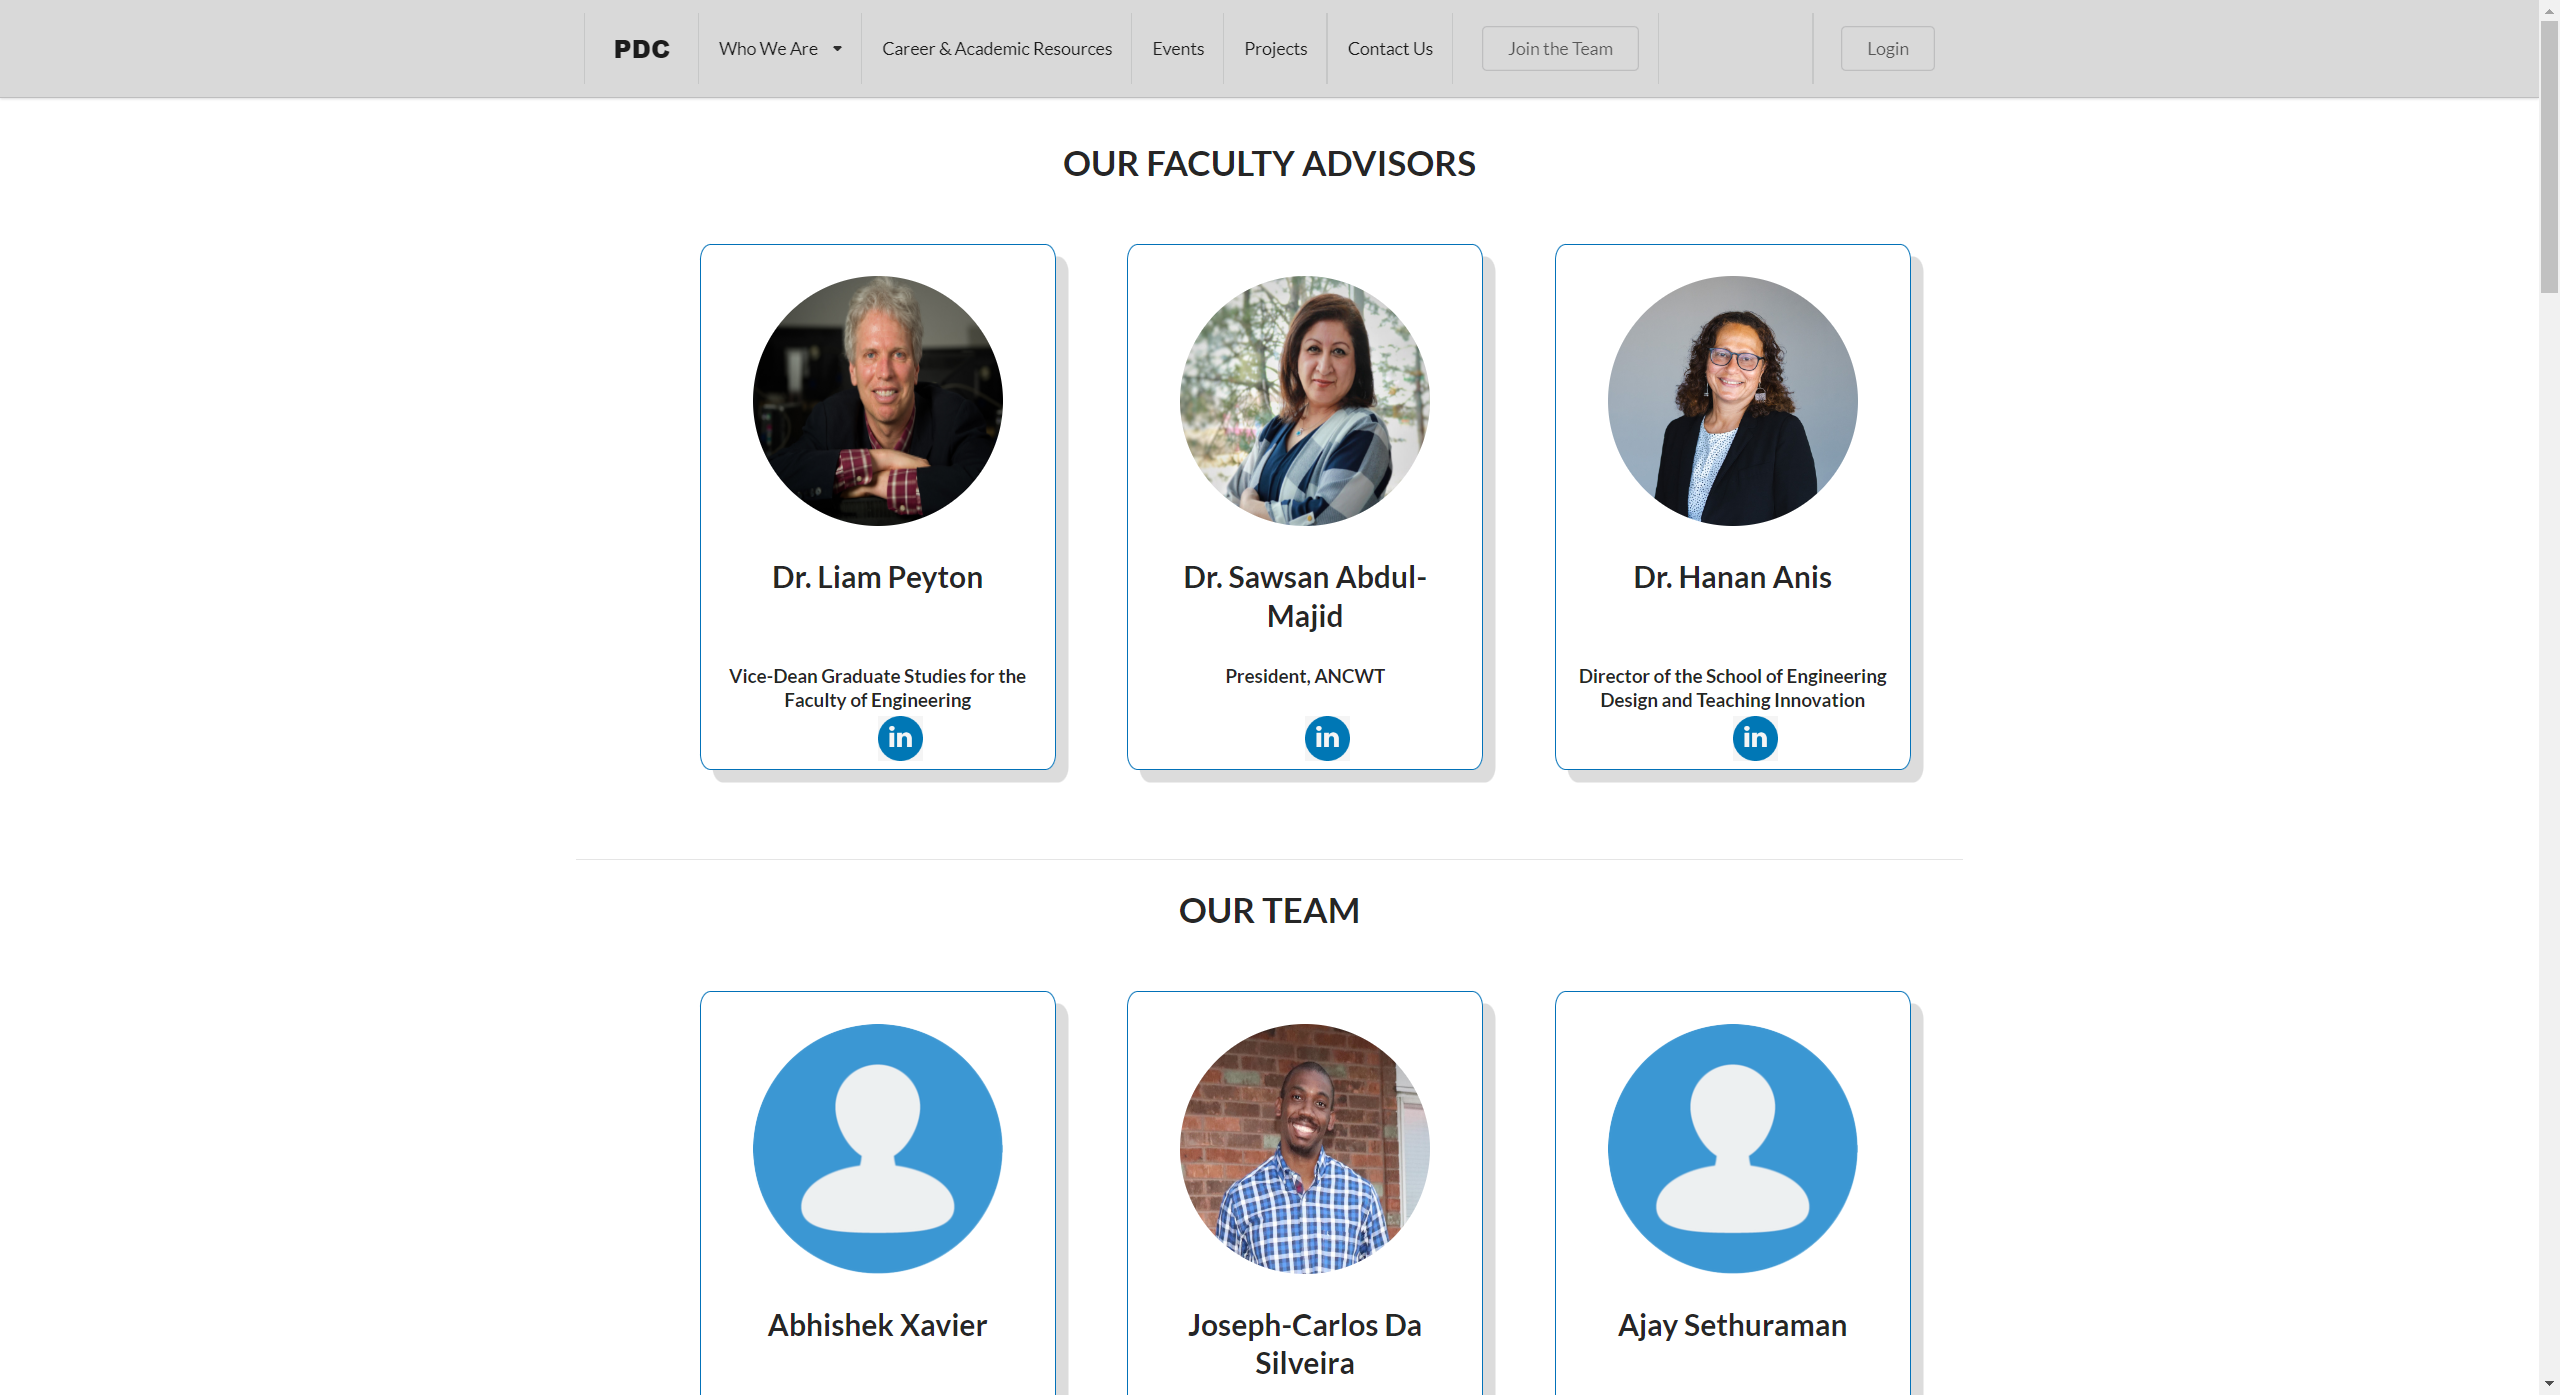 PDC
Who We Are
Career & Academic Resources
Events
Projects
Contact Us
Join the Team
Login
OUR FACULTY ADVISORS
Dr. Liam Peyton
Vice-Dean Graduate Studies for the
Faculty of Engineering
in
Dr. Sawsan Abdul-
Majid
President, ANCWT
in
Dr. Hanan Anis
Director of the School of Engineering
Design and Teaching Innovation
in
OUR TEAM
Abhishek Xavier
Joseph-Carlos Da
Silveira
Ajay Sethuraman